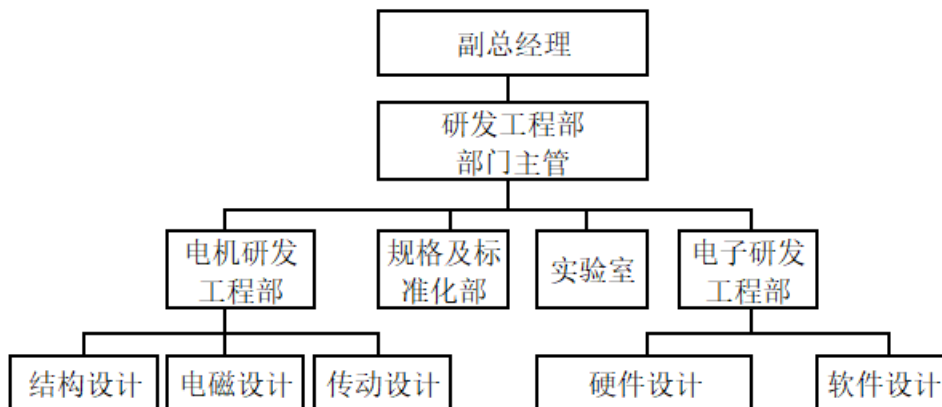 副总经理
研发工程部
部门主管
电机研发
工程部
规格及标
准化部
实验室
电子研发
工程部
结构设计
电磁设计
传动设计
硬件设计
软件设计